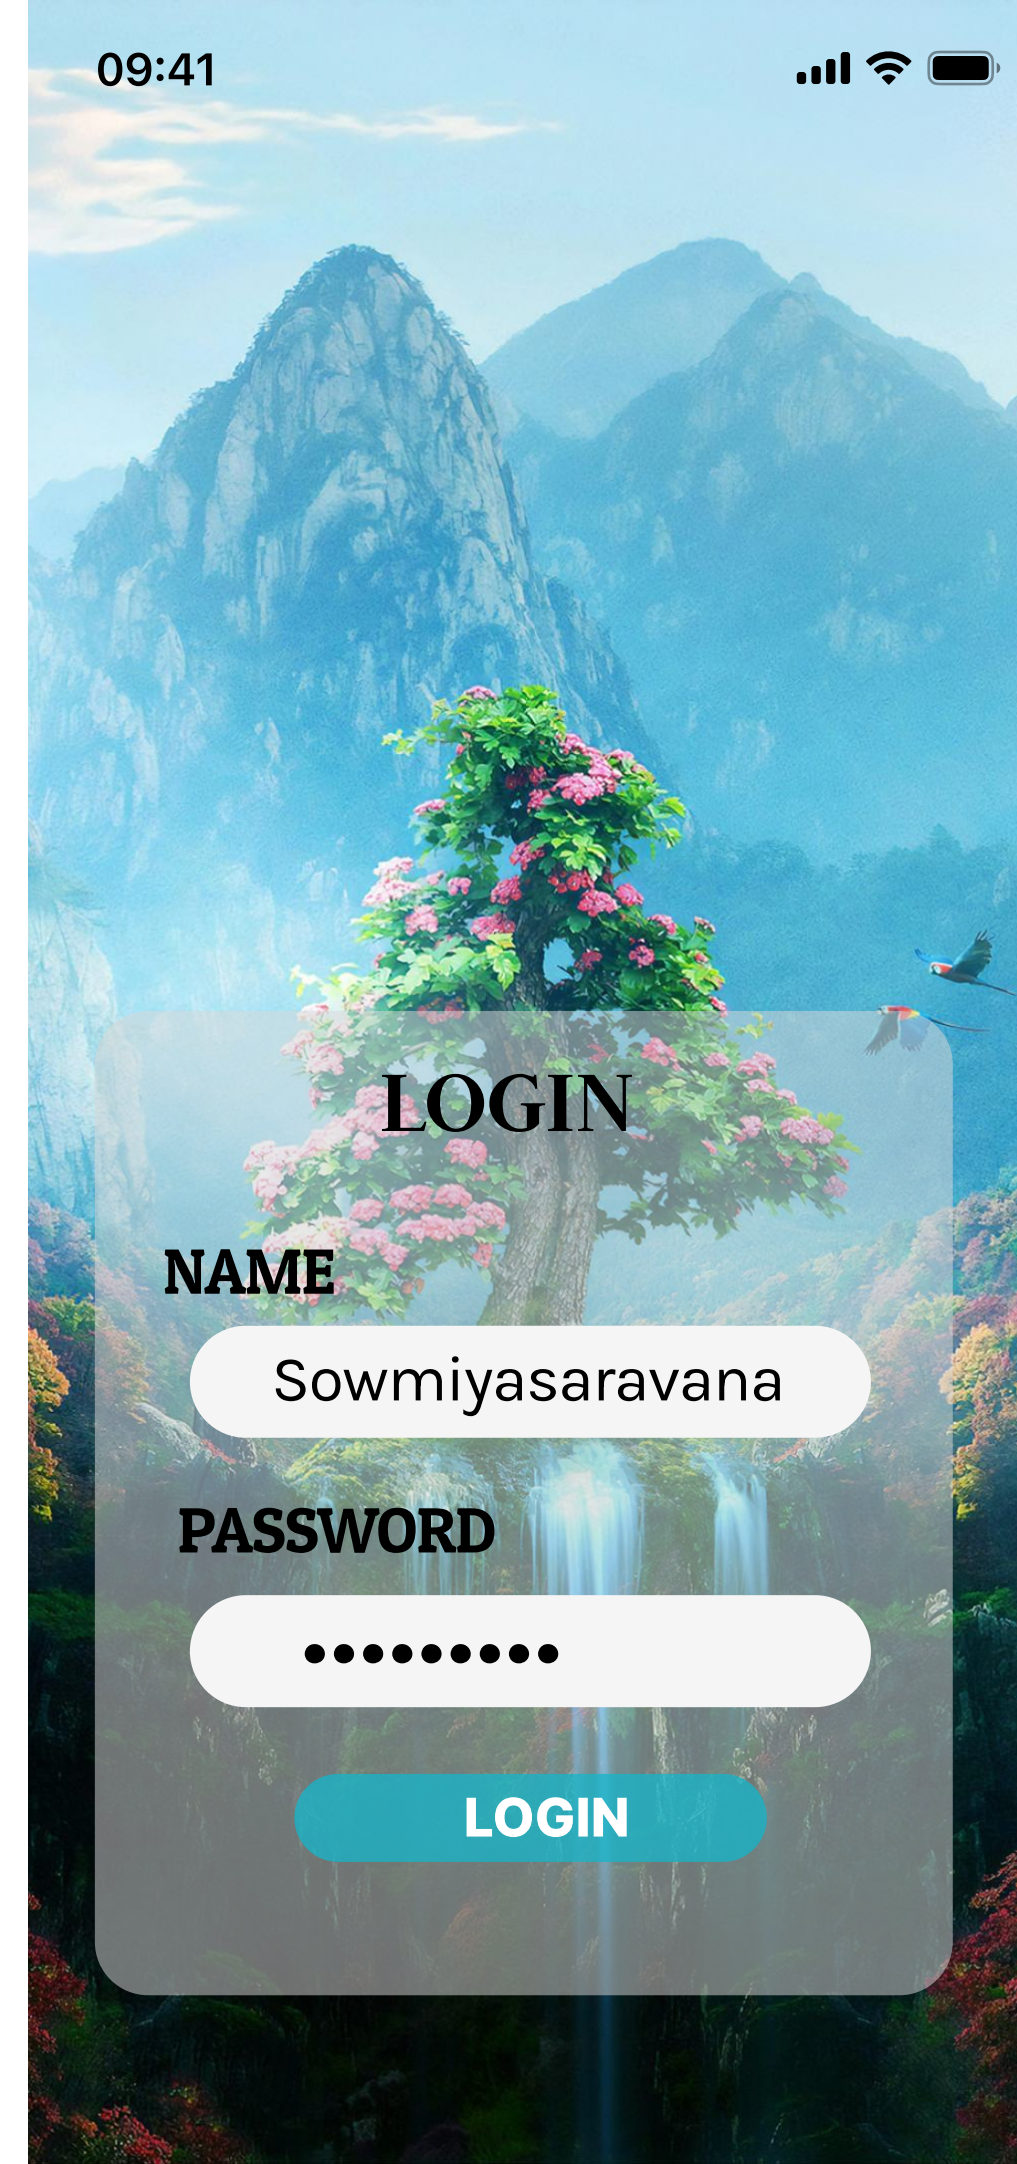 09:41
LOGIN
NAME
Sowmiyasaravana
PASSWORD
•••••••••
LOGIN